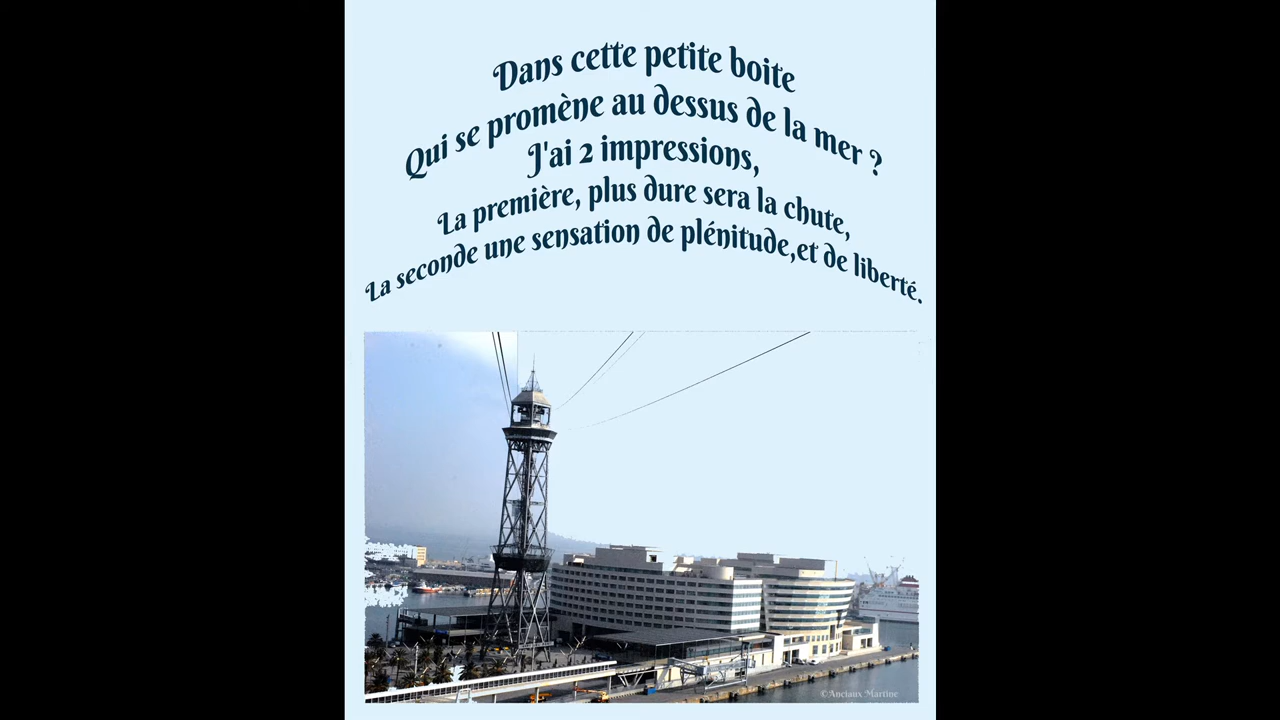 Dans cette petite boite
Qui se promène au dessus de la mer ?
J'ai 2 impressions,
La première, plus dure sera la chute,
La seconde une sensation de plénitude,et de liberté.
©Anciaux Martine